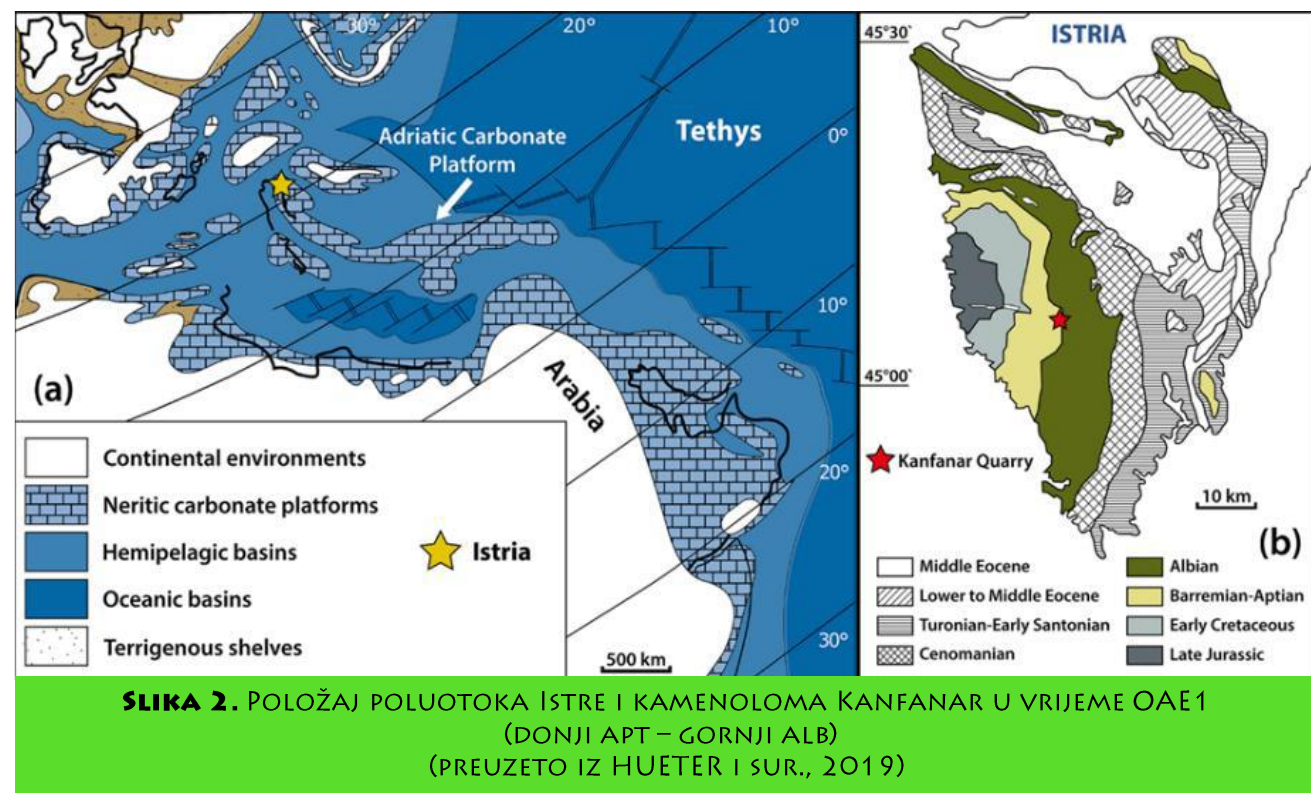 30°
20°
10°
Tethys
0°
Adriatic Carbonate
Platform
10°
(a)
Arabia
20°
30°
500 km
Continental environments
Neritic carbonate platforms
Hemipelagic basins
Istria
Oceanic basins
Terrigenous shelves
45°30'
ISTRIA
45°00'
Kanfanar Quarry
10 km
(b)
Middle Eocene
Albian
Lower to Middle Eocene
Barremian-Aptian
Turonian-Early Santonian
Early Cretaceous
Cenomanian
Late Jurassic
SLIKA 2. POLOŽAJ POLUOTOKA ISTRE I KAMENOLOMA KANFANAR U VRIJEME OAE1
(DONJI APT – GORNJI ALB)
(PREUZETO IZ HUETER I SUR., 2019)